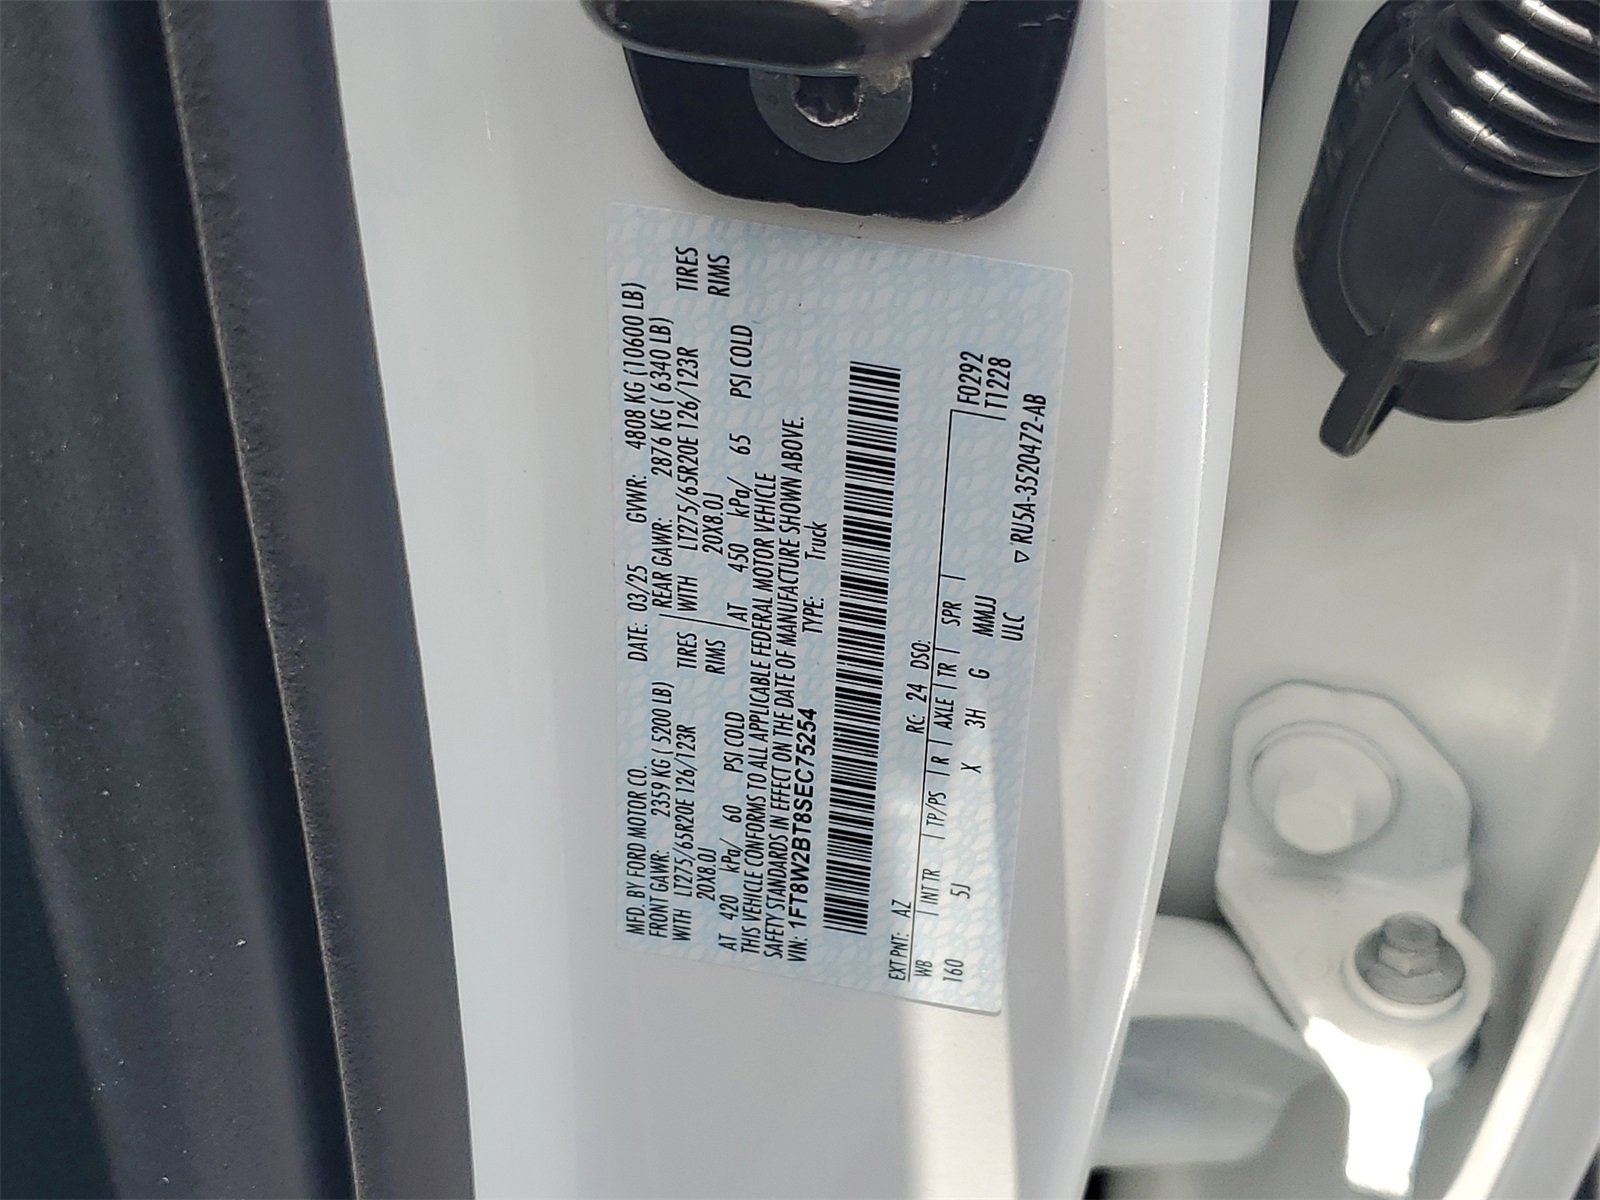 MFD. BY FORD MOTOR CO.
DATE: 03/25 GVWR: 4808 KG (10600 LB)
FRONT GAWR: 2359 KG ( 5200 LB) REAR GAWR: 2876 KG ( 6340 LB)
WITH LT275/65R20E 126/123R TIRES WITH LT275/65R20E 126/123R TIRES
20X8.0J RIMS 20X8.0J RIMS
AT 420 kPa/ 60 PSI COLD AT 450 kPa/ 65 PSI COLD
THIS VEHICLE CONFORMS TO ALL APPLICABLE FEDERAL MOTOR VEHICLE
SAFETY STANDARDS IN EFFECT ON THE DATE OF MANUFACTURE SHOWN ABOVE.
VIN: 1FT8W2BT8SEC75254 TYPE: Truck
EXT PNT: AZ RC: 24 DSO:
WB INT TR TP/PS R AXLE TR SPR F0292
160 5J X 3H G MMJJ T1228
ULC ▽RU5A-3520472-AB